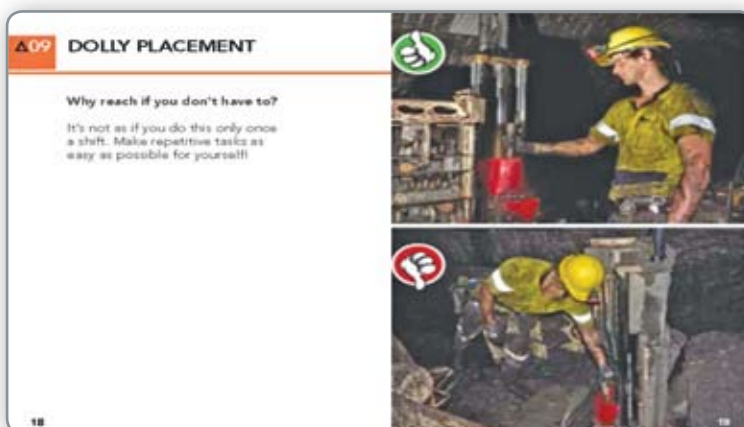 △09 DOLLY PLACEMENT
Why reach if you don't have to?
It's not as if you do this only once
a shift. Make repetitive tasks as
easy as possible for yourself!
18
19